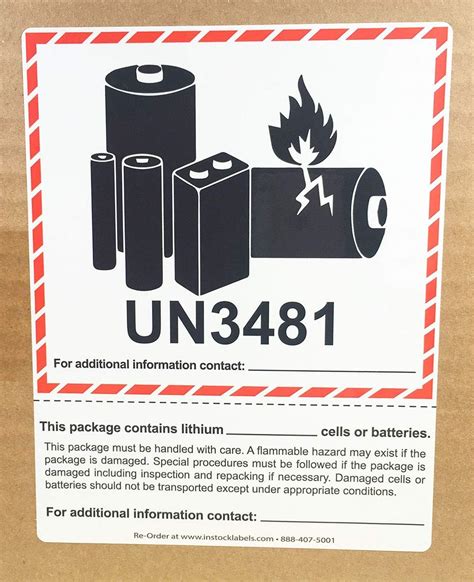 UN3481
For additional information contact:
This package contains lithium ____________ cells or batteries.
This package must be handled with care. A flammable hazard may exist if the
package is damaged. Special procedures must be followed if the package is
damaged including inspection and repacking if necessary. Damaged cells or
batteries should not be transported except under appropriate conditions.
For additional information contact:
Re-Order at www.instocklabels.com • 888-407-5001